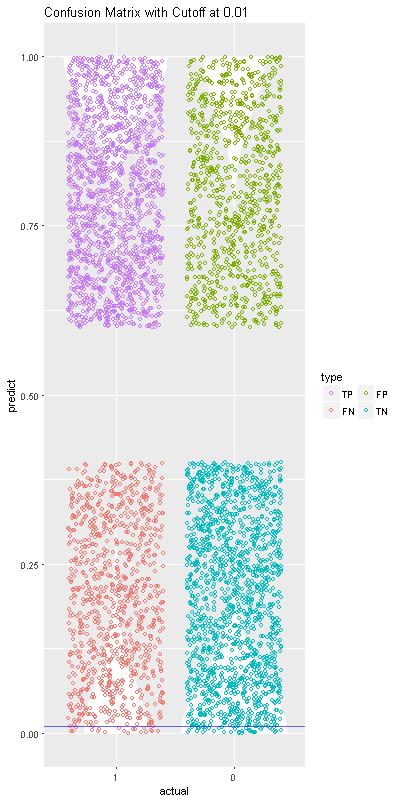 Confusion Matrix with Cutoff at 0.01
1.00
0.75
0.50
0.25
0.00
predict
1 0
actual
type
TP FP
FN TN